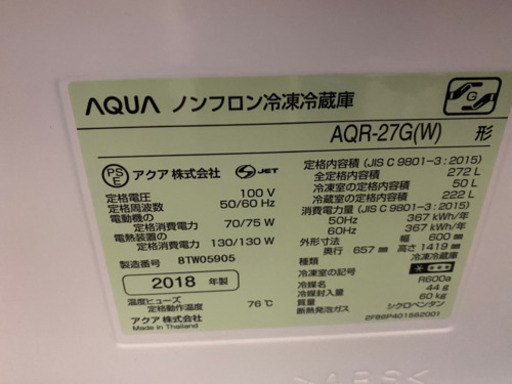 AQUA ノンフロン冷凍冷蔵庫
AQR-27G(W) 形
PSE アクア株式会社 S-JET
定格電圧 100 V
定格周波数 50/60 Hz
電動機の
定格消費電力 70/75 W
電熱装置の
定格消費電力 130/130 W
製造番号 8TW05905
2018 年製
温度ヒューズ
定格動作温度 76℃
アクア株式会社
Made in Thailand
定格内容積 (JIS C 9801-3:2015)
全定格内容積 272 L
冷凍室の定格内容積 50 L
冷蔵室の定格内容積 222 L
消費電力量 (JIS C 9801-3:2015)
50Hz 367 kWh/年
60Hz 367 kWh/年
外形寸法 幅 600 mm
奥行 657 mm 高さ 1419 mm
種類 冷凍冷蔵庫
冷凍室の記号
冷媒名 R600a
冷媒封入量 44 g
質量 60 kg
断熱発泡ガス シクロペンタン
2FB6P401562001